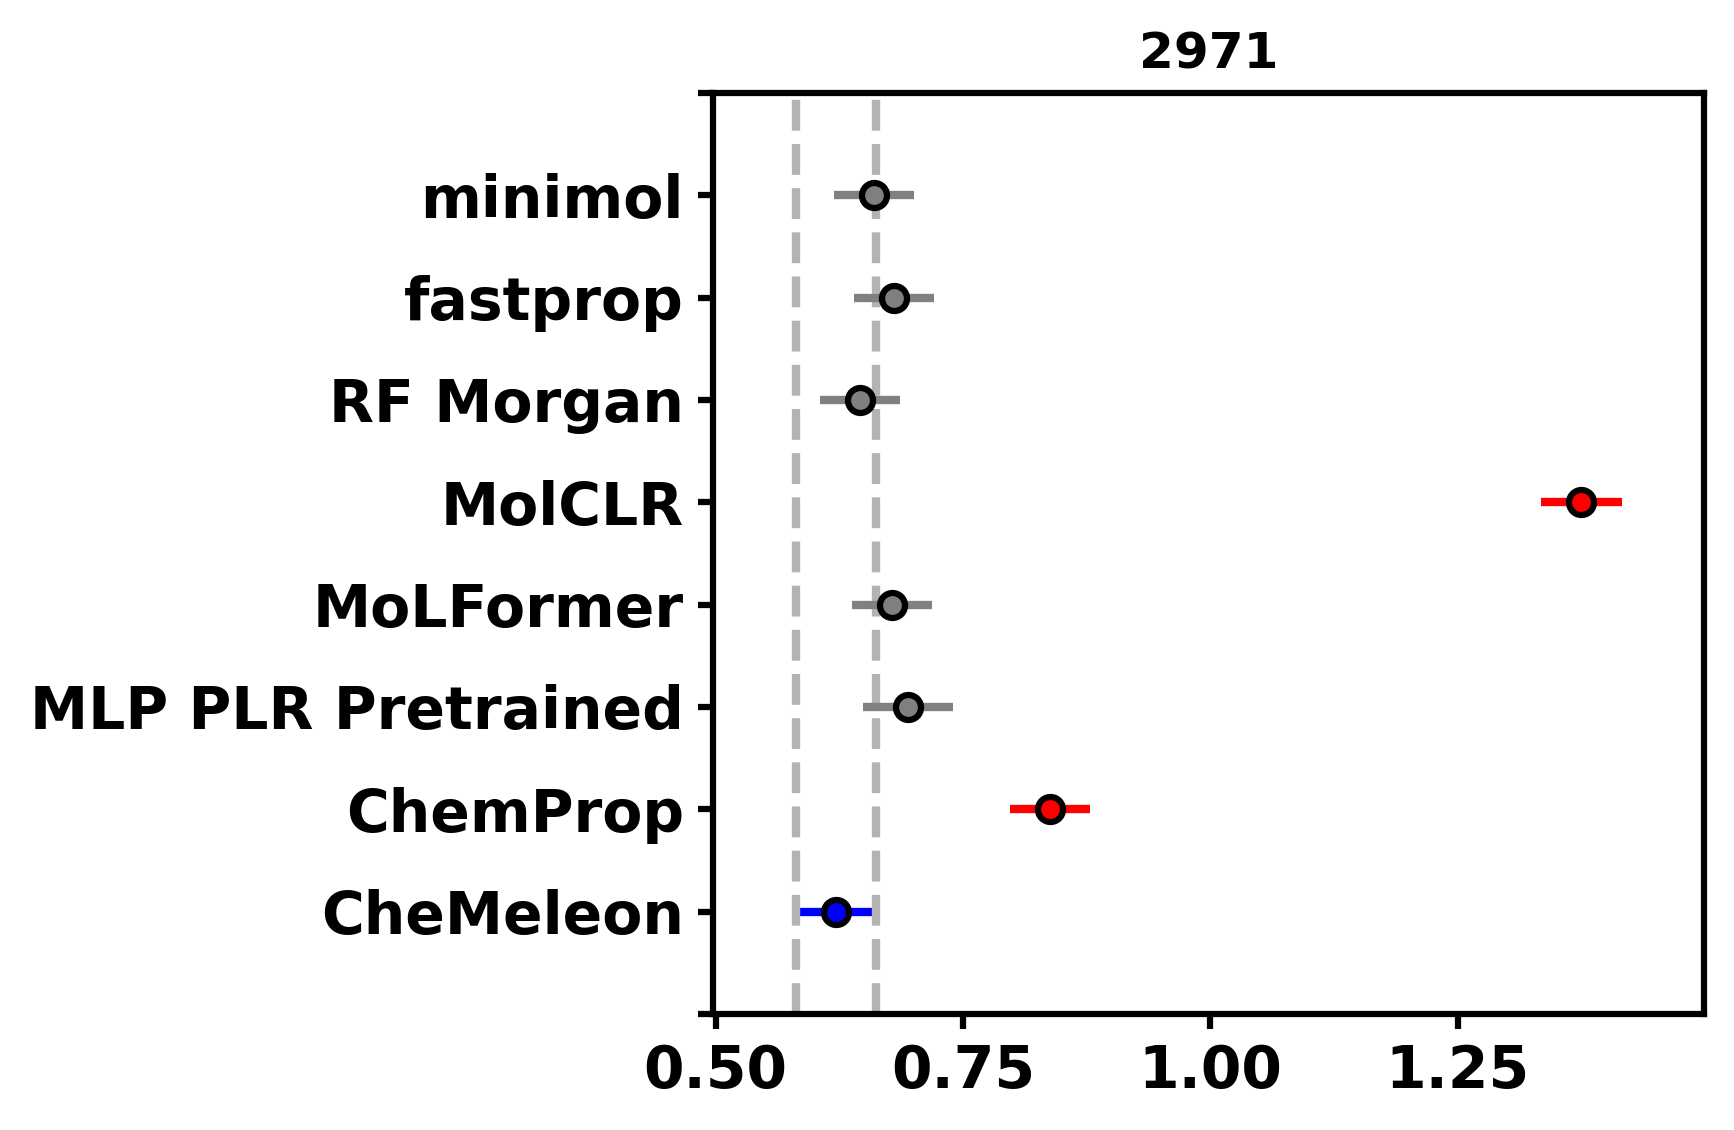 2971
minimol
fastprop
RF Morgan
MolCLR
MoLFormer
MLP PLR Pretrained
ChemProp
CheMeleon
0.50 0.75 1.00 1.25